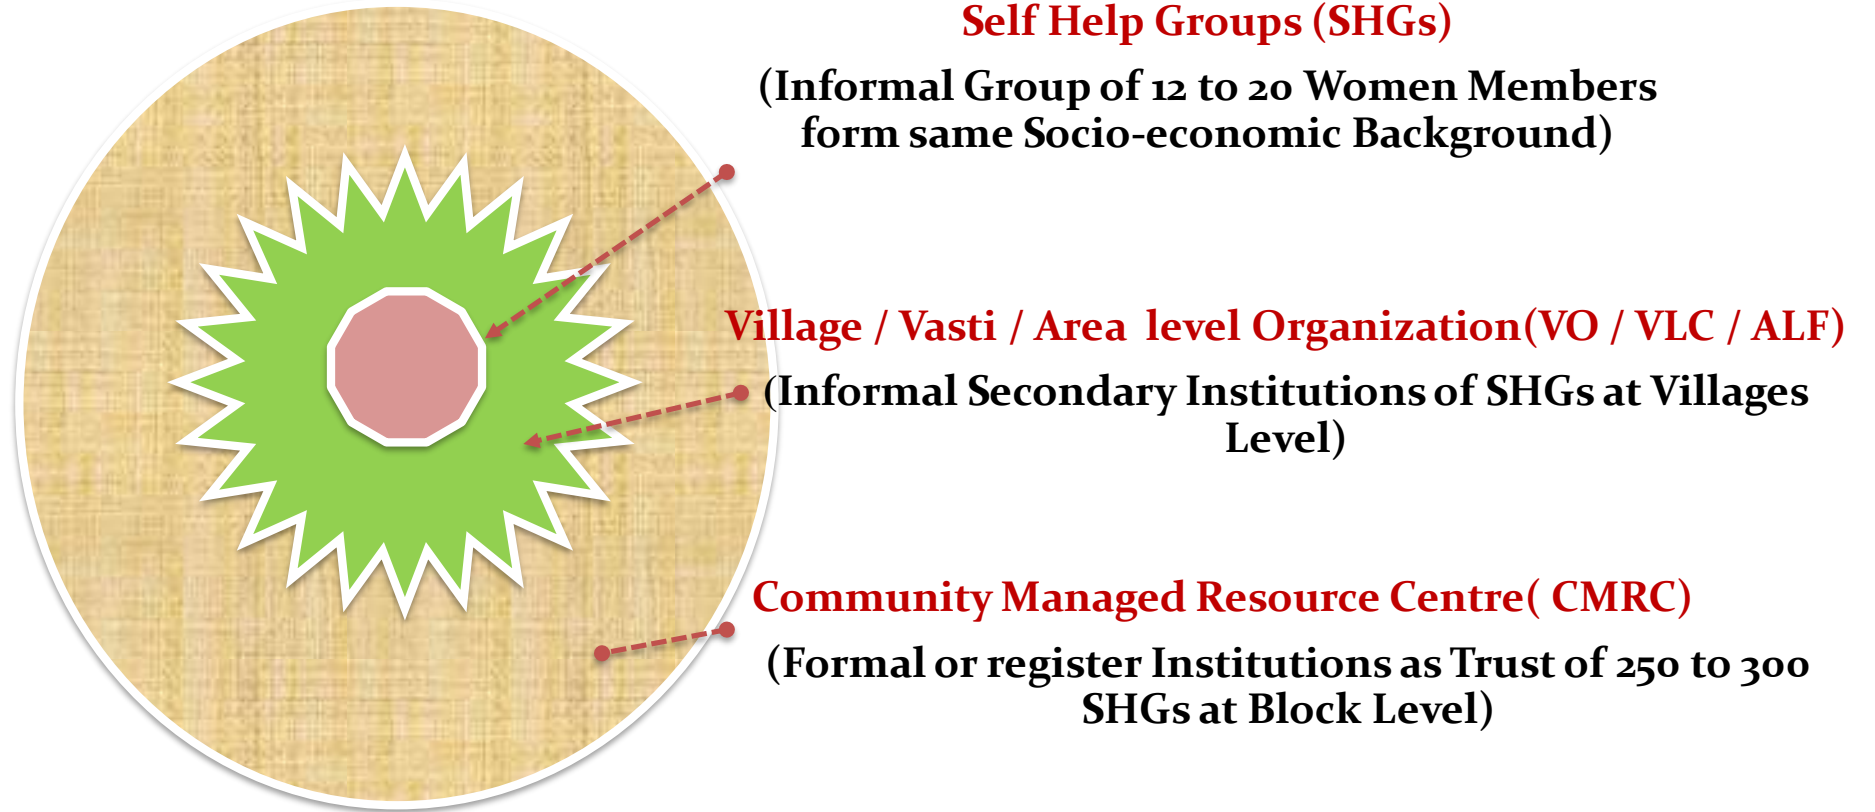 Self Help Groups (SHGs)
(Informal Group of 12 to 20 Women Members
form same Socio-economic Background)
Village / Vasti / Area level Organization(VO / VLC / ALF)
(Informal Secondary Institutions of SHGs at Villages
Level)
Community Managed Resource Centre( CMRC)
(Formal or register Institutions as Trust of 250 to 300
SHGs at Block Level)